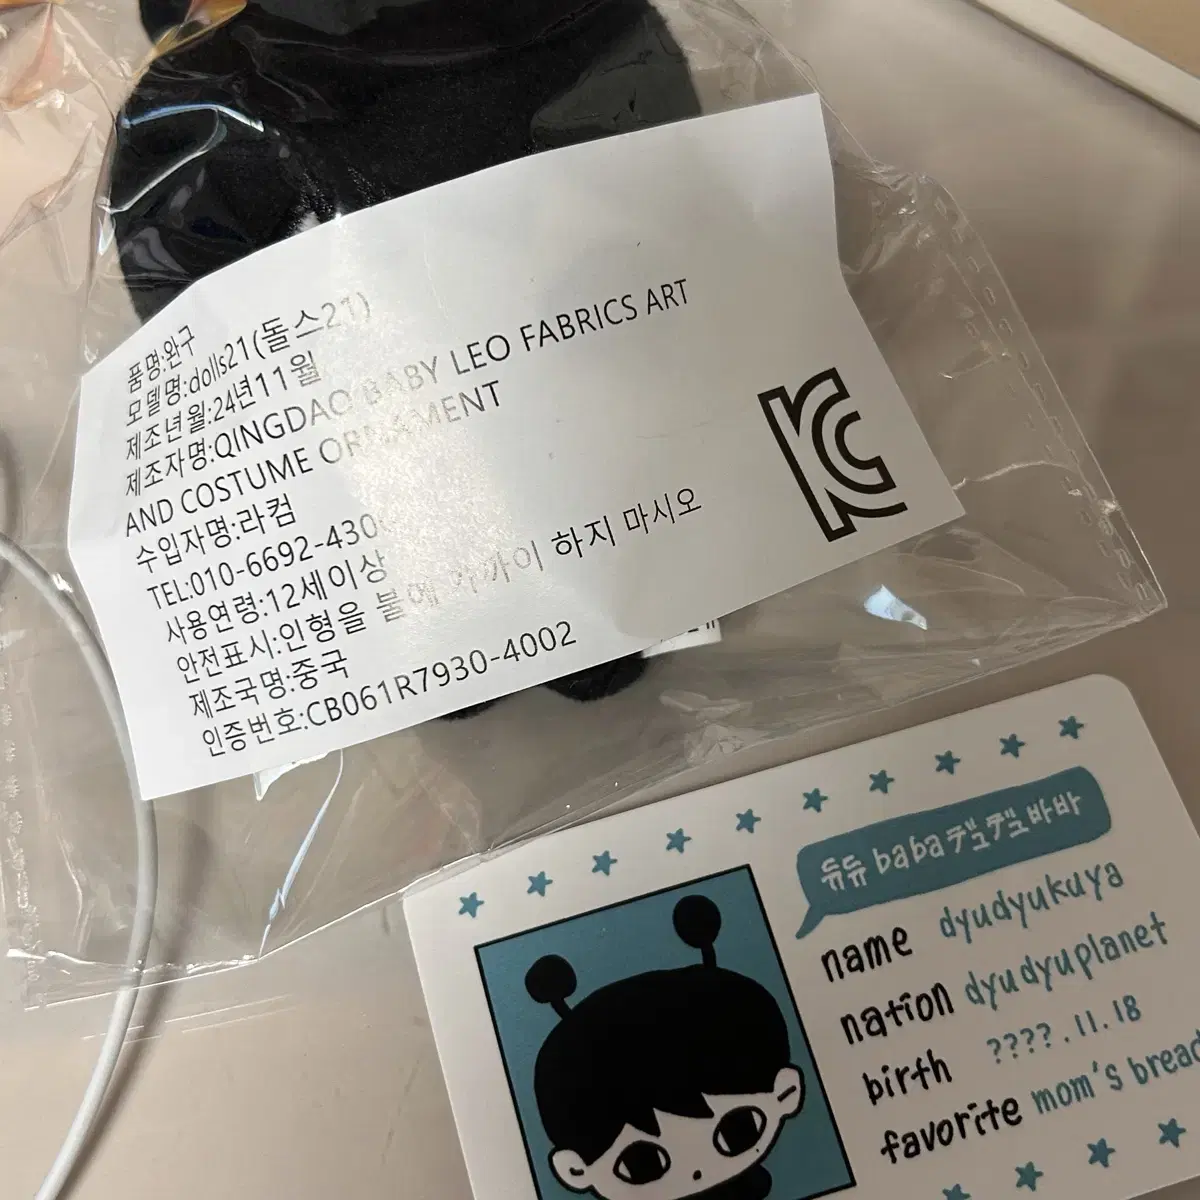 품명:완구
모델명:dolls21(돌스21)
제조년월:24년11월
제조자명:QINGDAO BABY LEO FABRICS ART
AND COSTUME ORNAMENT
수입자명:라컴
TEL:010-6692-430
사용연령:12세이상
안전표시:인형을 불에 가까이 하지 마시오
제조국명:중국
인증번호:CB061R7930-4002
KC
듀듀 baba デュデュ바바
name dyudyukuya
nation dyudyuplanet
birth ????.11.18
favorite mom's bread